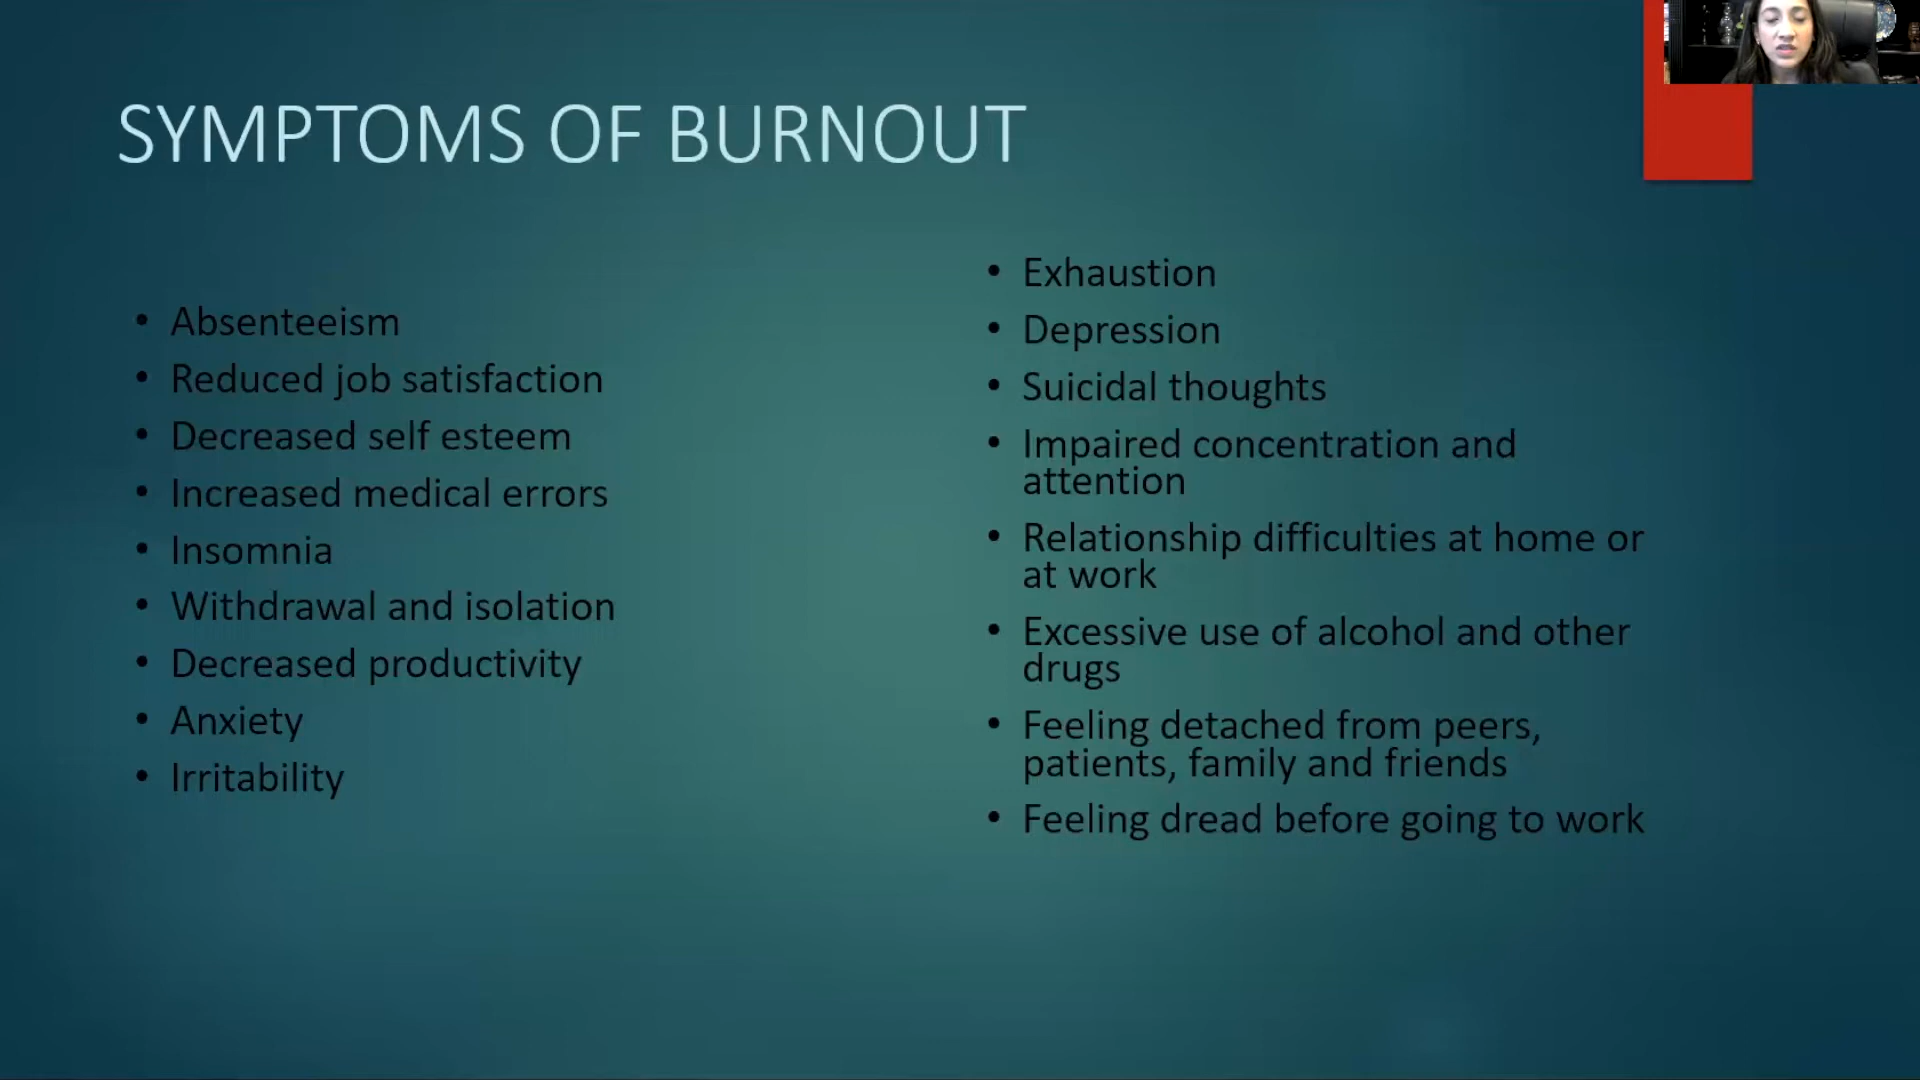 SYMPTOMS OF BURNOUT
• Absenteeism
• Reduced job satisfaction
• Decreased self esteem
• Increased medical errors
• Insomnia
• Withdrawal and isolation
• Decreased productivity
• Anxiety
• Irritability
• Exhaustion
• Depression
• Suicidal thoughts
• Impaired concentration and
attention
• Relationship difficulties at home or
at work
• Excessive use of alcohol and other
drugs
• Feeling detached from peers,
patients, family and friends
• Feeling dread before going to work